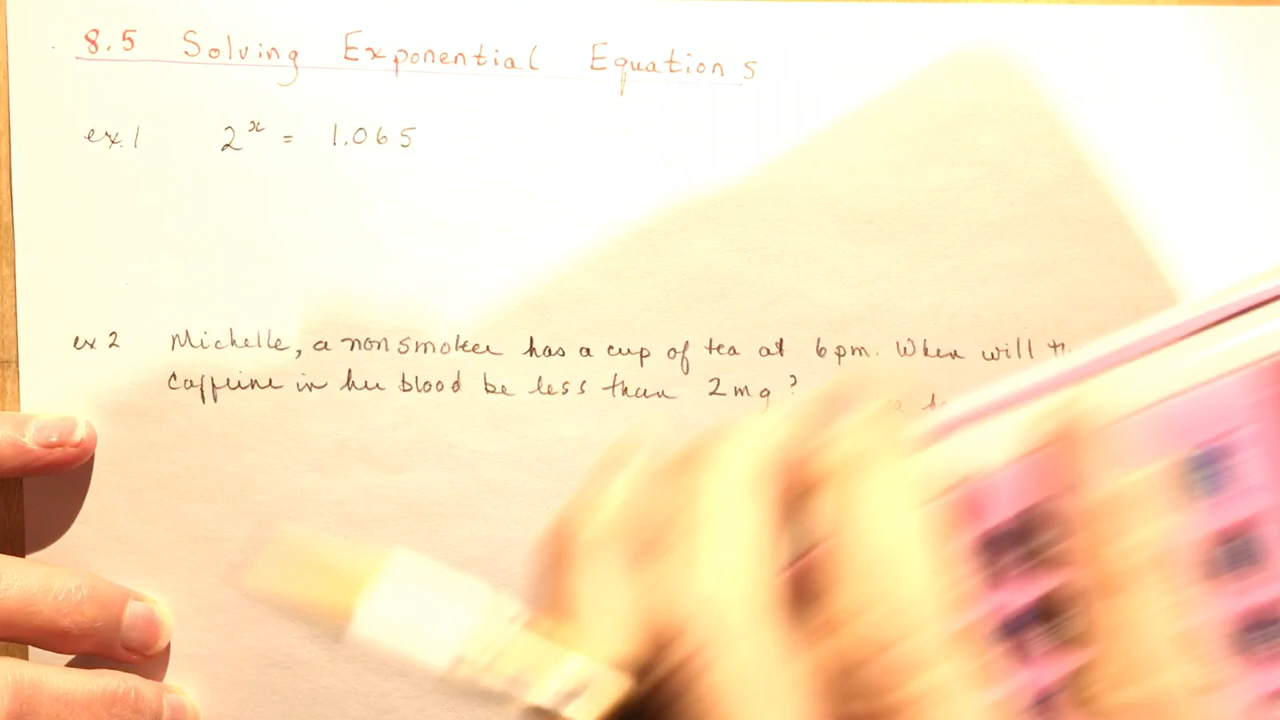 8.5 Solving Exponential Equations
ex.1 2^x = 1.065
ex 2 Michelle, a nonsmoker has a cup of tea at 6pm. When will
caffeine in her blood be less than 2mg?